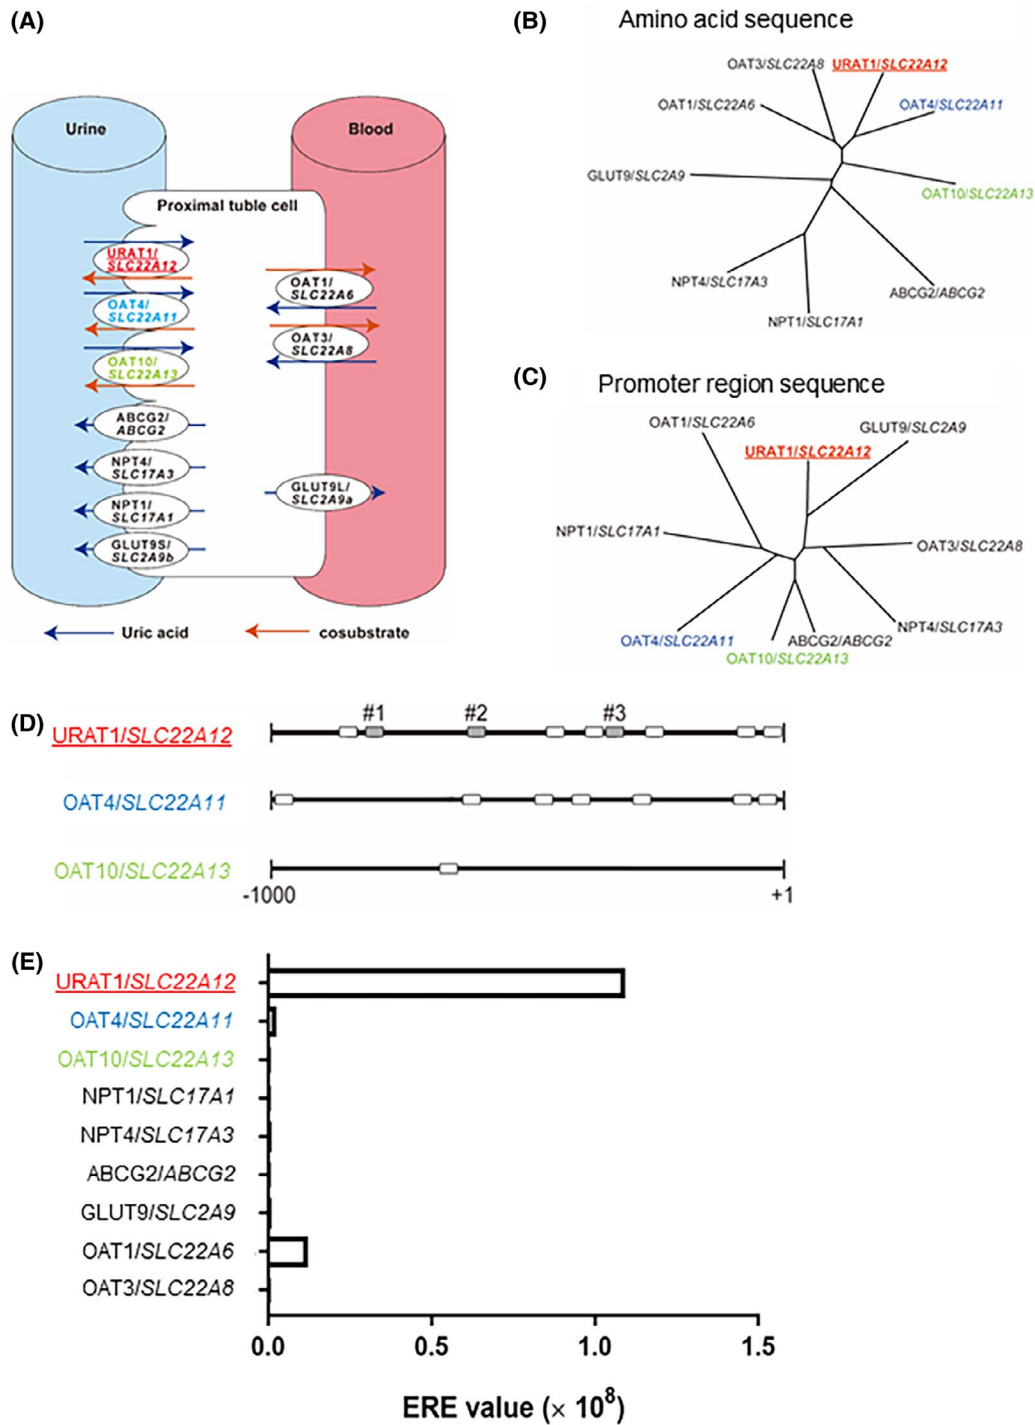 (A)
Urine
Blood
Proximal tuble cell
URAT1/
SLC22A12
OAT4/
SLC22A11
OAT10/
SLC22A13
ABCG2/
ABCG2
NPT4/
SLC17A3
NPT1/
SLC17A1
GLUT9S/
SLC2A9b
OAT1/
SLC22A6
OAT3/
SLC22A8
GLUT9L/
SLC2A9a
Uric acid
cosubstrate
(B)
Amino acid sequence
OAT3/SLC22A8
URAT1/SLC22A12
OAT1/SLC22A6
OAT4/SLC22A11
GLUT9/SLC2A9
OAT10/SLC22A13
NPT4/SLC17A3
ABCG2/ABCG2
NPT1/SLC17A1
(C)
Promoter region sequence
OAT1/SLC22A6
GLUT9/SLC2A9
URAT1/SLC22A12
NPT1/SLC17A1
OAT3/SLC22A8
OAT4/SLC22A11
ABCG2/ABCG2
NPT4/SLC17A3
OAT10/SLC22A13
(D)
#1 #2 #3
URAT1/SLC22A12
OAT4/SLC22A11
OAT10/SLC22A13
-1000 +1
(E)
URAT1/SLC22A12
OAT4/SLC22A11
OAT10/SLC22A13
NPT1/SLC17A1
NPT4/SLC17A3
ABCG2/ABCG2
GLUT9/SLC2A9
OAT1/SLC22A6
OAT3/SLC22A8
0.0 0.5 1.0 1.5
ERE value (× 10⁸)